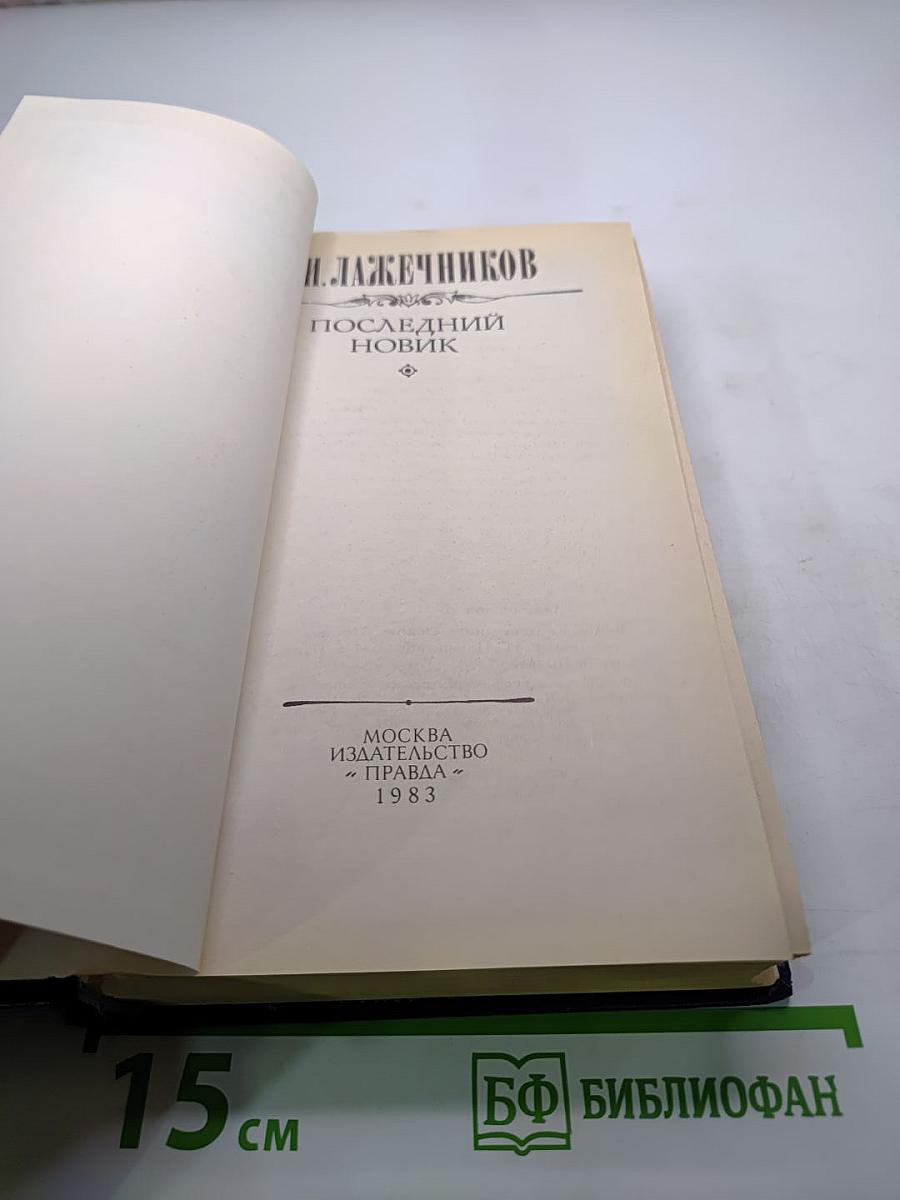 И. ЛАЖЕЧНИКОВ
ПОСЛЕДНИЙ
НОВИК
МОСКВА
ИЗДАТЕЛЬСТВО
„ПРАВДА“
1983
15 см
БФ БИБЛИОФАН